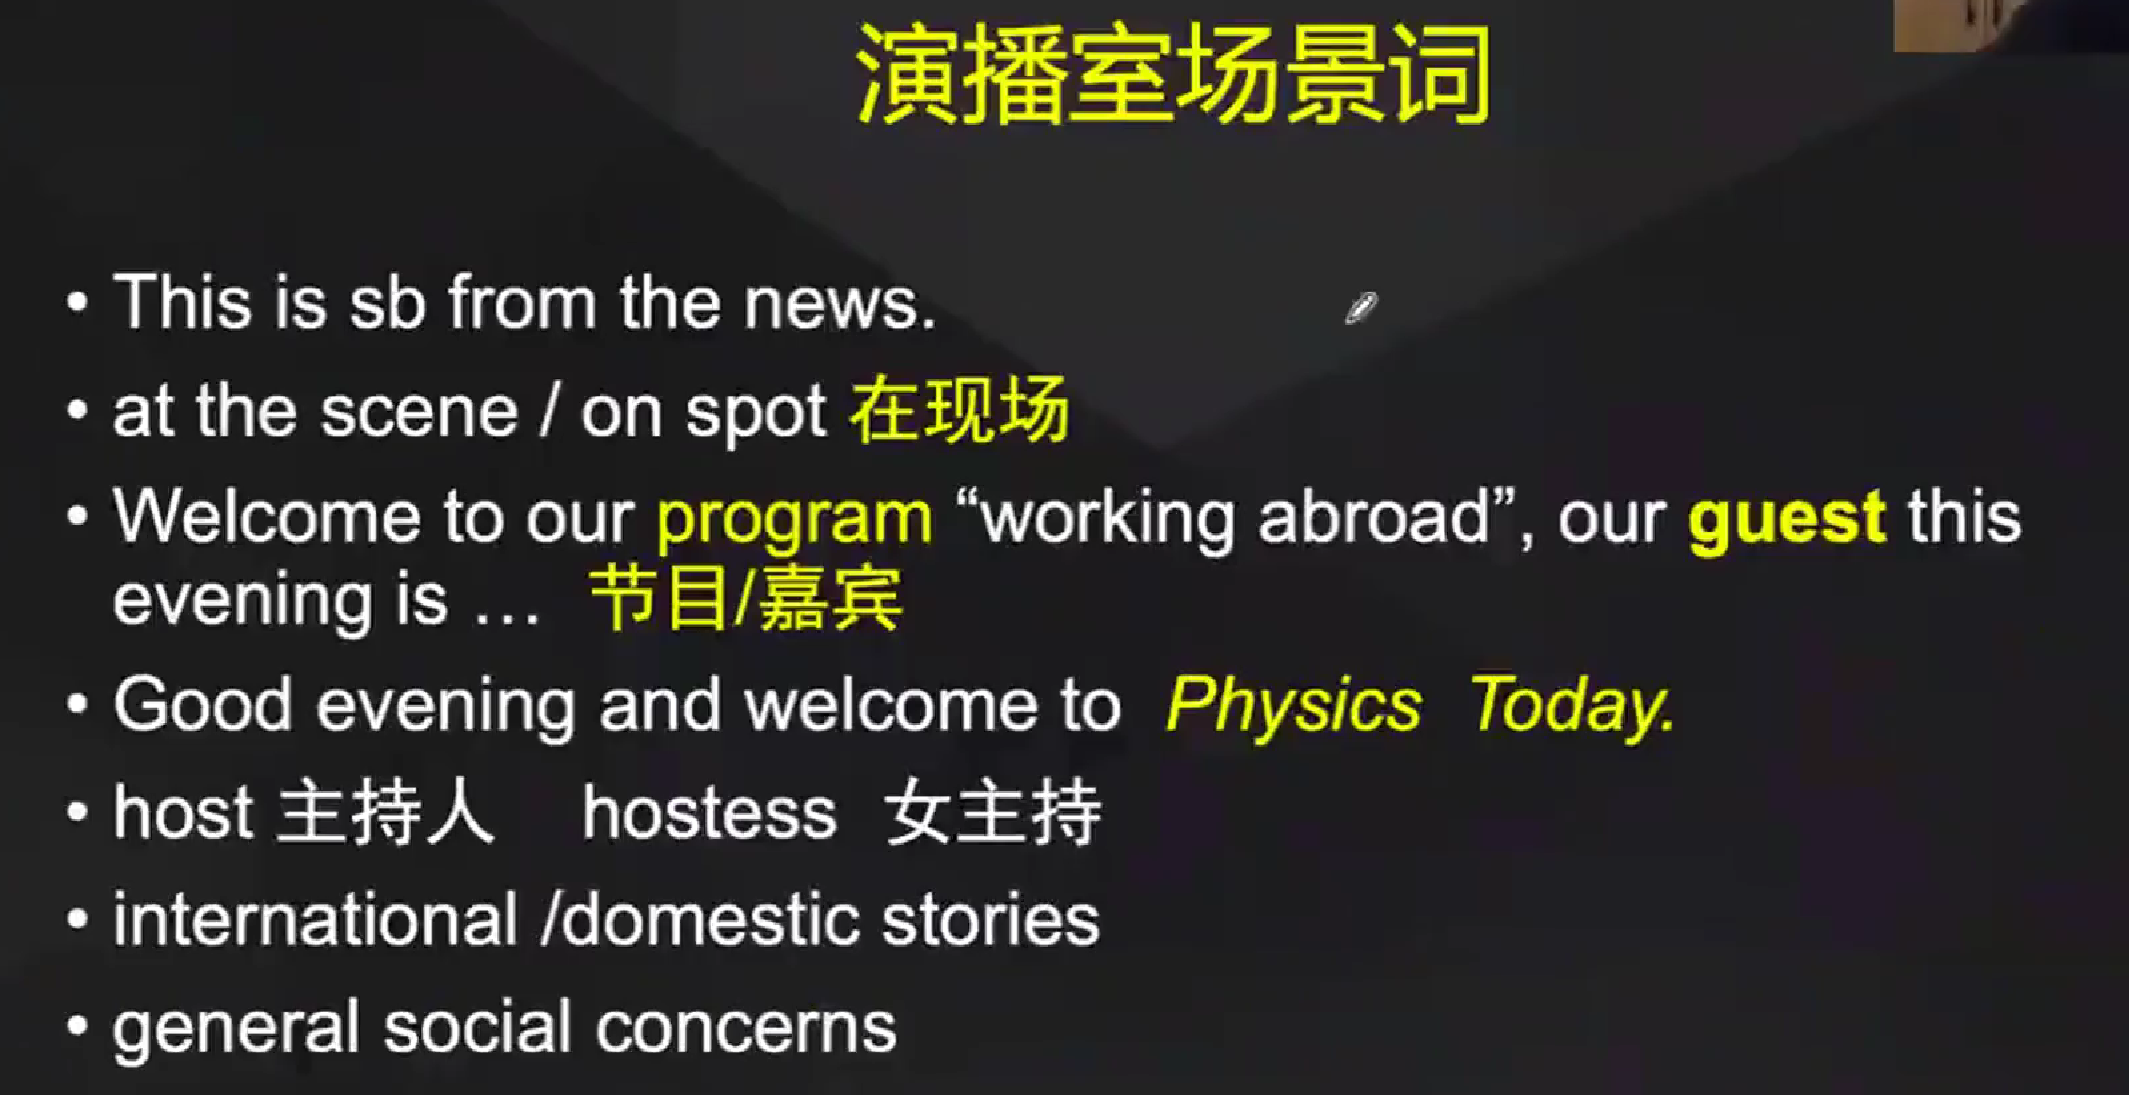 演播室场景词
• This is sb from the news.
• at the scene / on spot 在现场
• Welcome to our program “working abroad”, our guest this
evening is … 节目/嘉宾
• Good evening and welcome to Physics Today.
• host 主持人 hostess 女主持
• international /domestic stories
• general social concerns